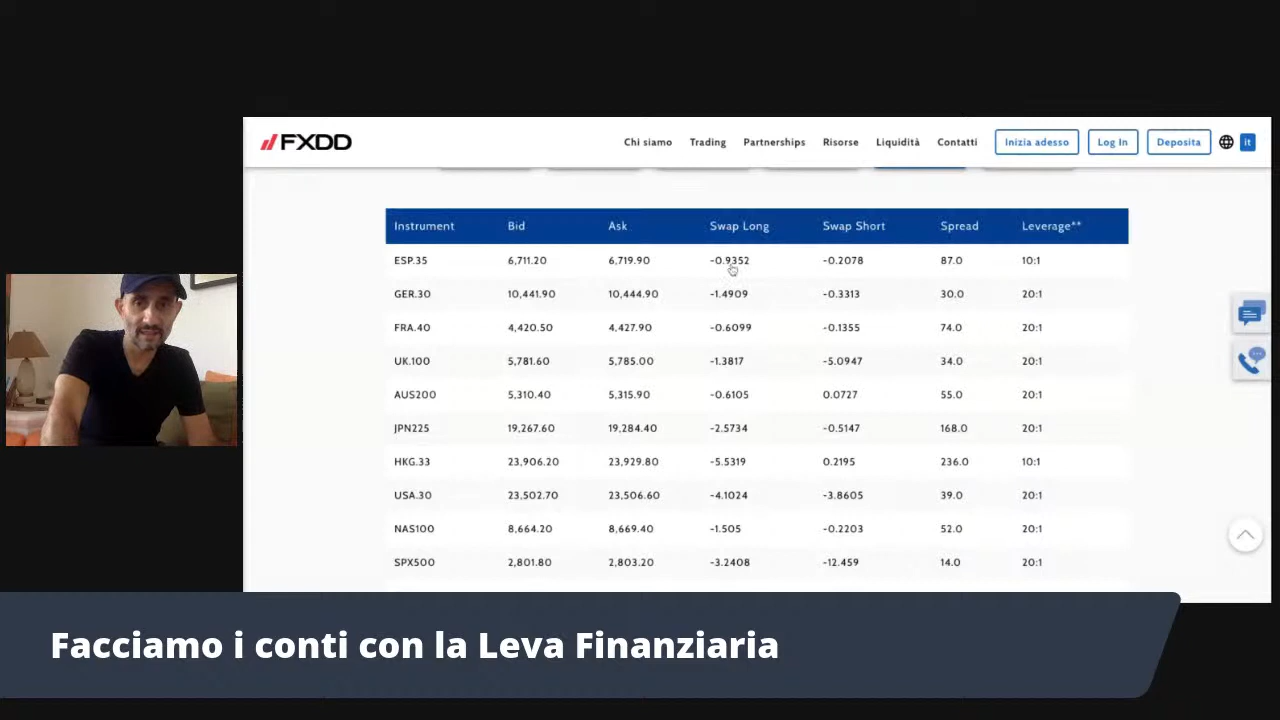 FXDD
Chi siamo Trading Partnerships Risorse Liquidità Contatti Inizia adesso Log In Deposita it
Instrument Bid Ask Swap Long Swap Short Spread Leverage**
ESP.35 6,711.20 6,719.90 -0.9352 -0.2078 87.0 10:1
GER.30 10,441.90 10,444.90 -1.4909 -0.3313 30.0 20:1
FRA.40 4,420.50 4,427.90 -0.6099 -0.1355 74.0 20:1
UK.100 5,781.60 5,785.00 -1.3817 -5.0947 34.0 20:1
AUS200 5,310.40 5,315.90 -0.6105 0.0727 55.0 20:1
JPN225 19,267.60 19,284.40 -2.5734 -0.5147 168.0 20:1
HKG.33 23,906.20 23,929.80 -5.5319 0.2195 236.0 10:1
USA.30 23,502.70 23,506.60 -4.1024 -3.8605 39.0 20:1
NAS100 8,664.20 8,669.40 -1.505 -0.2203 52.0 20:1
SPX500 2,801.80 2,803.20 -3.2408 -12.459 14.0 20:1
Facciamo i conti con la Leva Finanziaria